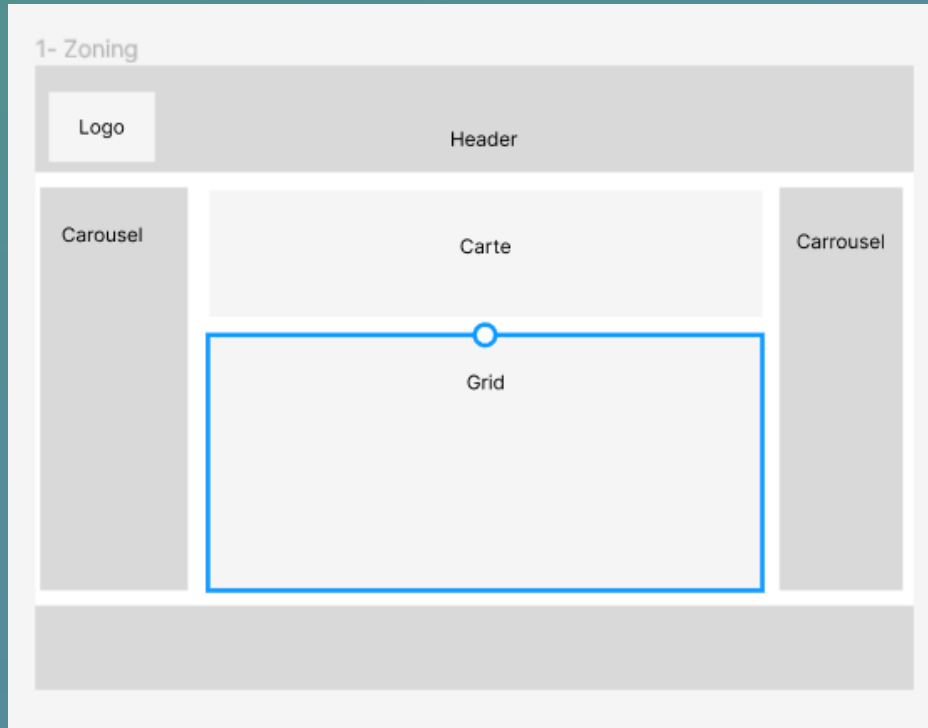 1- Zoning
Logo
Header
Carousel
Carte
Carrousel
Grid